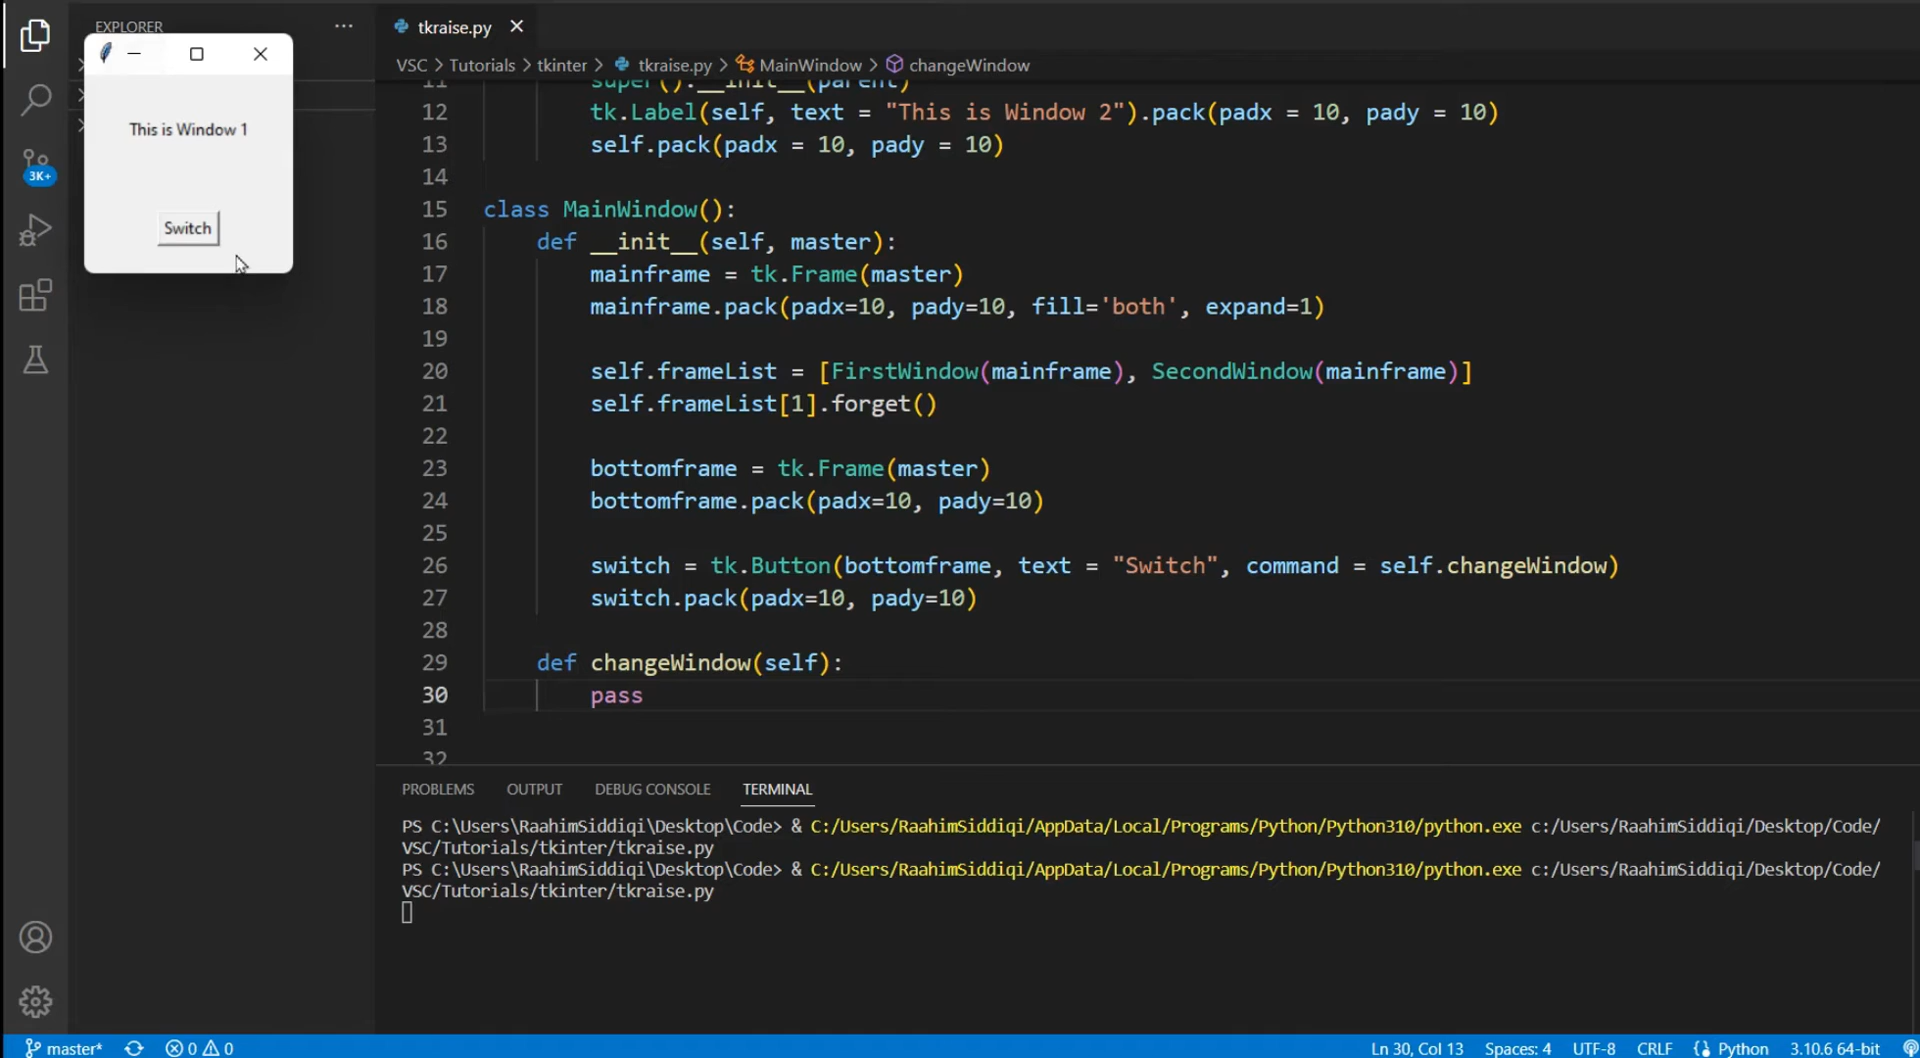 EXPLORER
···
tkraise.py
VSC > Tutorials > tkinter > tkraise.py > MainWindow > changeWindow
This is Window 1
Switch
3K+
11 super().__init__(parent)
12 tk.Label(self, text = "This is Window 2").pack(padx = 10, pady = 10)
13 self.pack(padx = 10, pady = 10)
14
15 class MainWindow():
16 def __init__(self, master):
17 mainframe = tk.Frame(master)
18 mainframe.pack(padx=10, pady=10, fill='both', expand=1)
19
20 self.frameList = [FirstWindow(mainframe), SecondWindow(mainframe)]
21 self.frameList[1].forget()
22
23 bottomframe = tk.Frame(master)
24 bottomframe.pack(padx=10, pady=10)
25
26 switch = tk.Button(bottomframe, text = "Switch", command = self.changeWindow)
27 switch.pack(padx=10, pady=10)
28
29 def changeWindow(self):
30 pass
31
32
PROBLEMS OUTPUT DEBUG CONSOLE TERMINAL
PS C:\Users\RaahimSiddiqi\Desktop\Code> & C:/Users/RaahimSiddiqi/AppData/Local/Programs/Python/Python310/python.exe c:/Users/RaahimSiddiqi/Desktop/Code/
VSC/Tutorials/tkinter/tkraise.py
PS C:\Users\RaahimSiddiqi\Desktop\Code> & C:/Users/RaahimSiddiqi/AppData/Local/Programs/Python/Python310/python.exe c:/Users/RaahimSiddiqi/Desktop/Code/
VSC/Tutorials/tkinter/tkraise.py
master* 0 0 Ln 30, Col 13 Spaces: 4 UTF-8 CRLF {} Python 3.10.6 64-bit